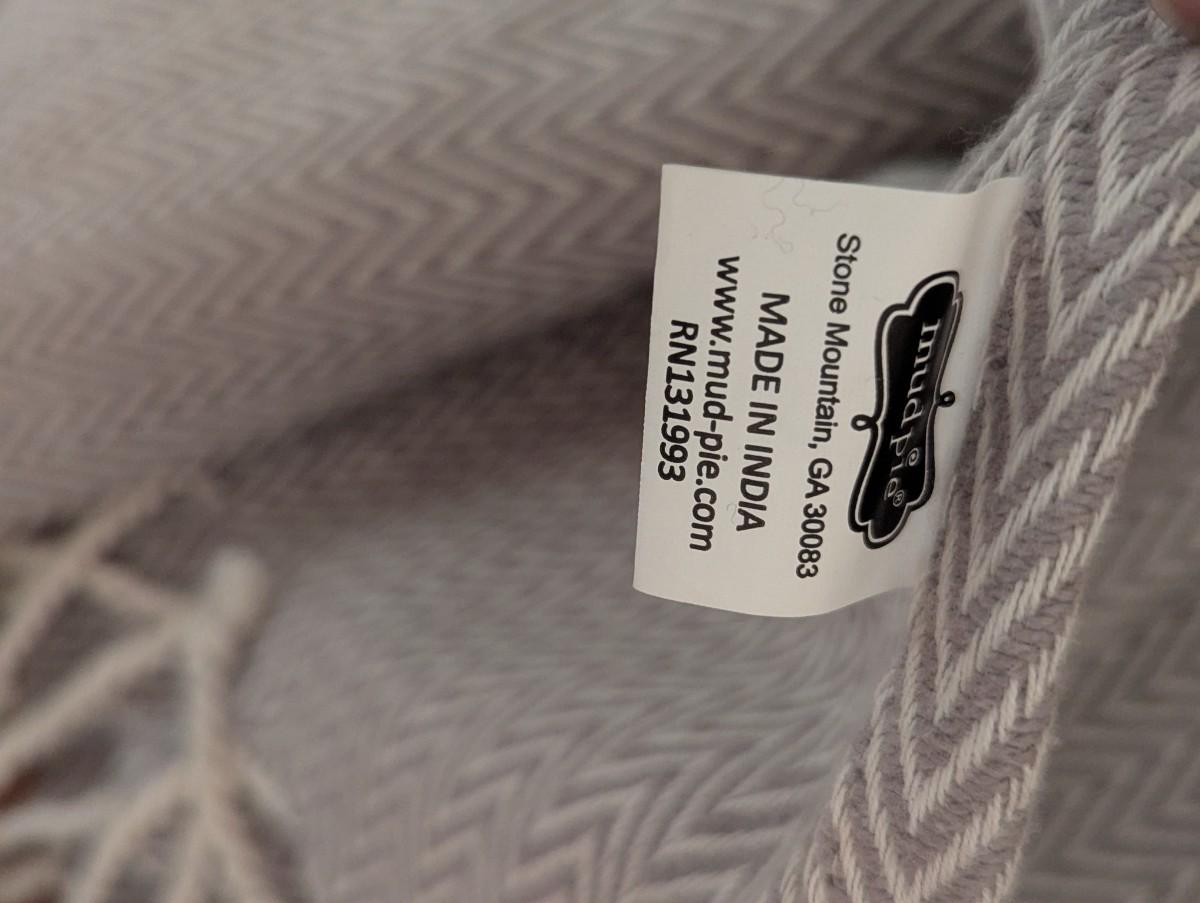 mud pie®
Stone Mountain, GA 30083
MADE IN INDIA
www.mud-pie.com
RN131993